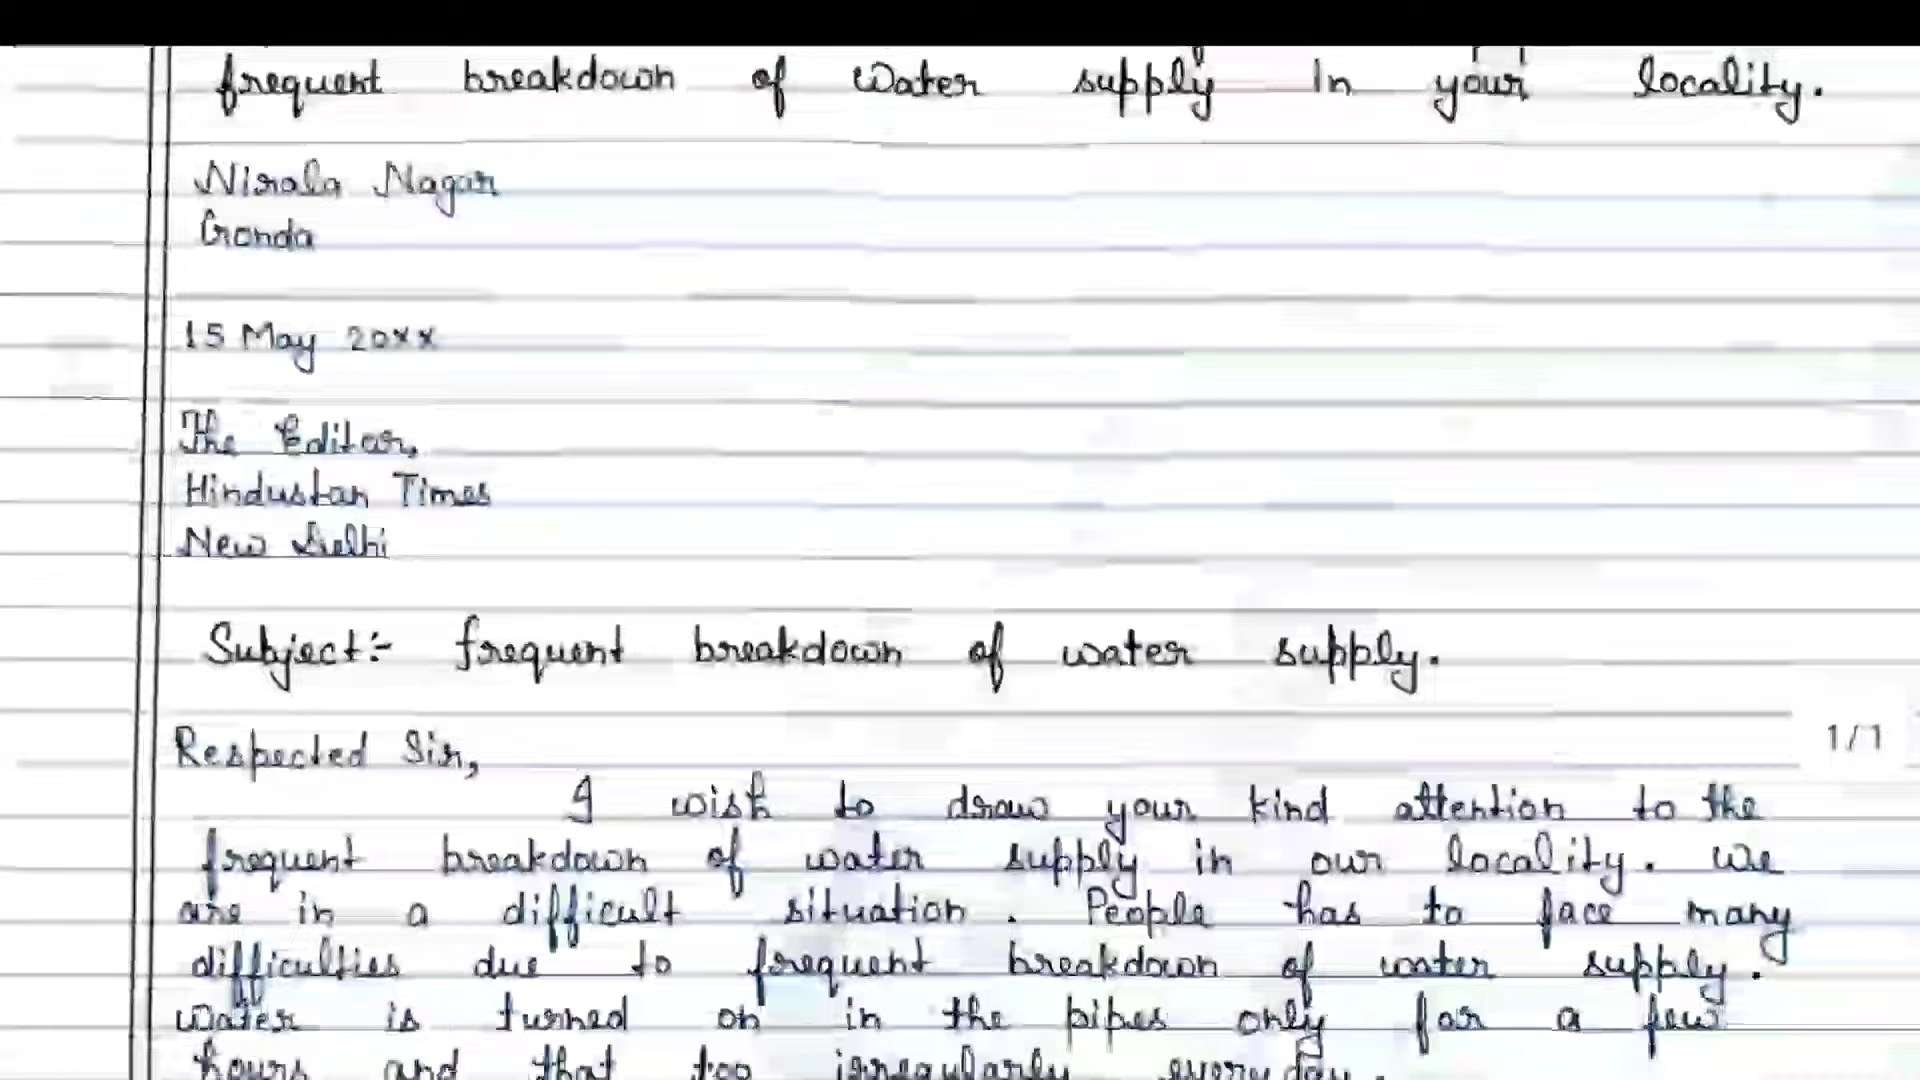 frequent breakdown of water supply in your locality.
Nirala Nagar
Gonda
15 May 20xx
The Editor,
Hindustan Times
New Delhi
Subject:- frequent breakdown of water supply.
Respected Sir,
1/1
I wish to draw your kind attention to the
frequent breakdown of water supply in our locality. We
are in a difficult situation. People has to face many
difficulties due to frequent breakdown of water supply.
Water is turned on in the pipes only for a few
hours and that too irregularly everyday.